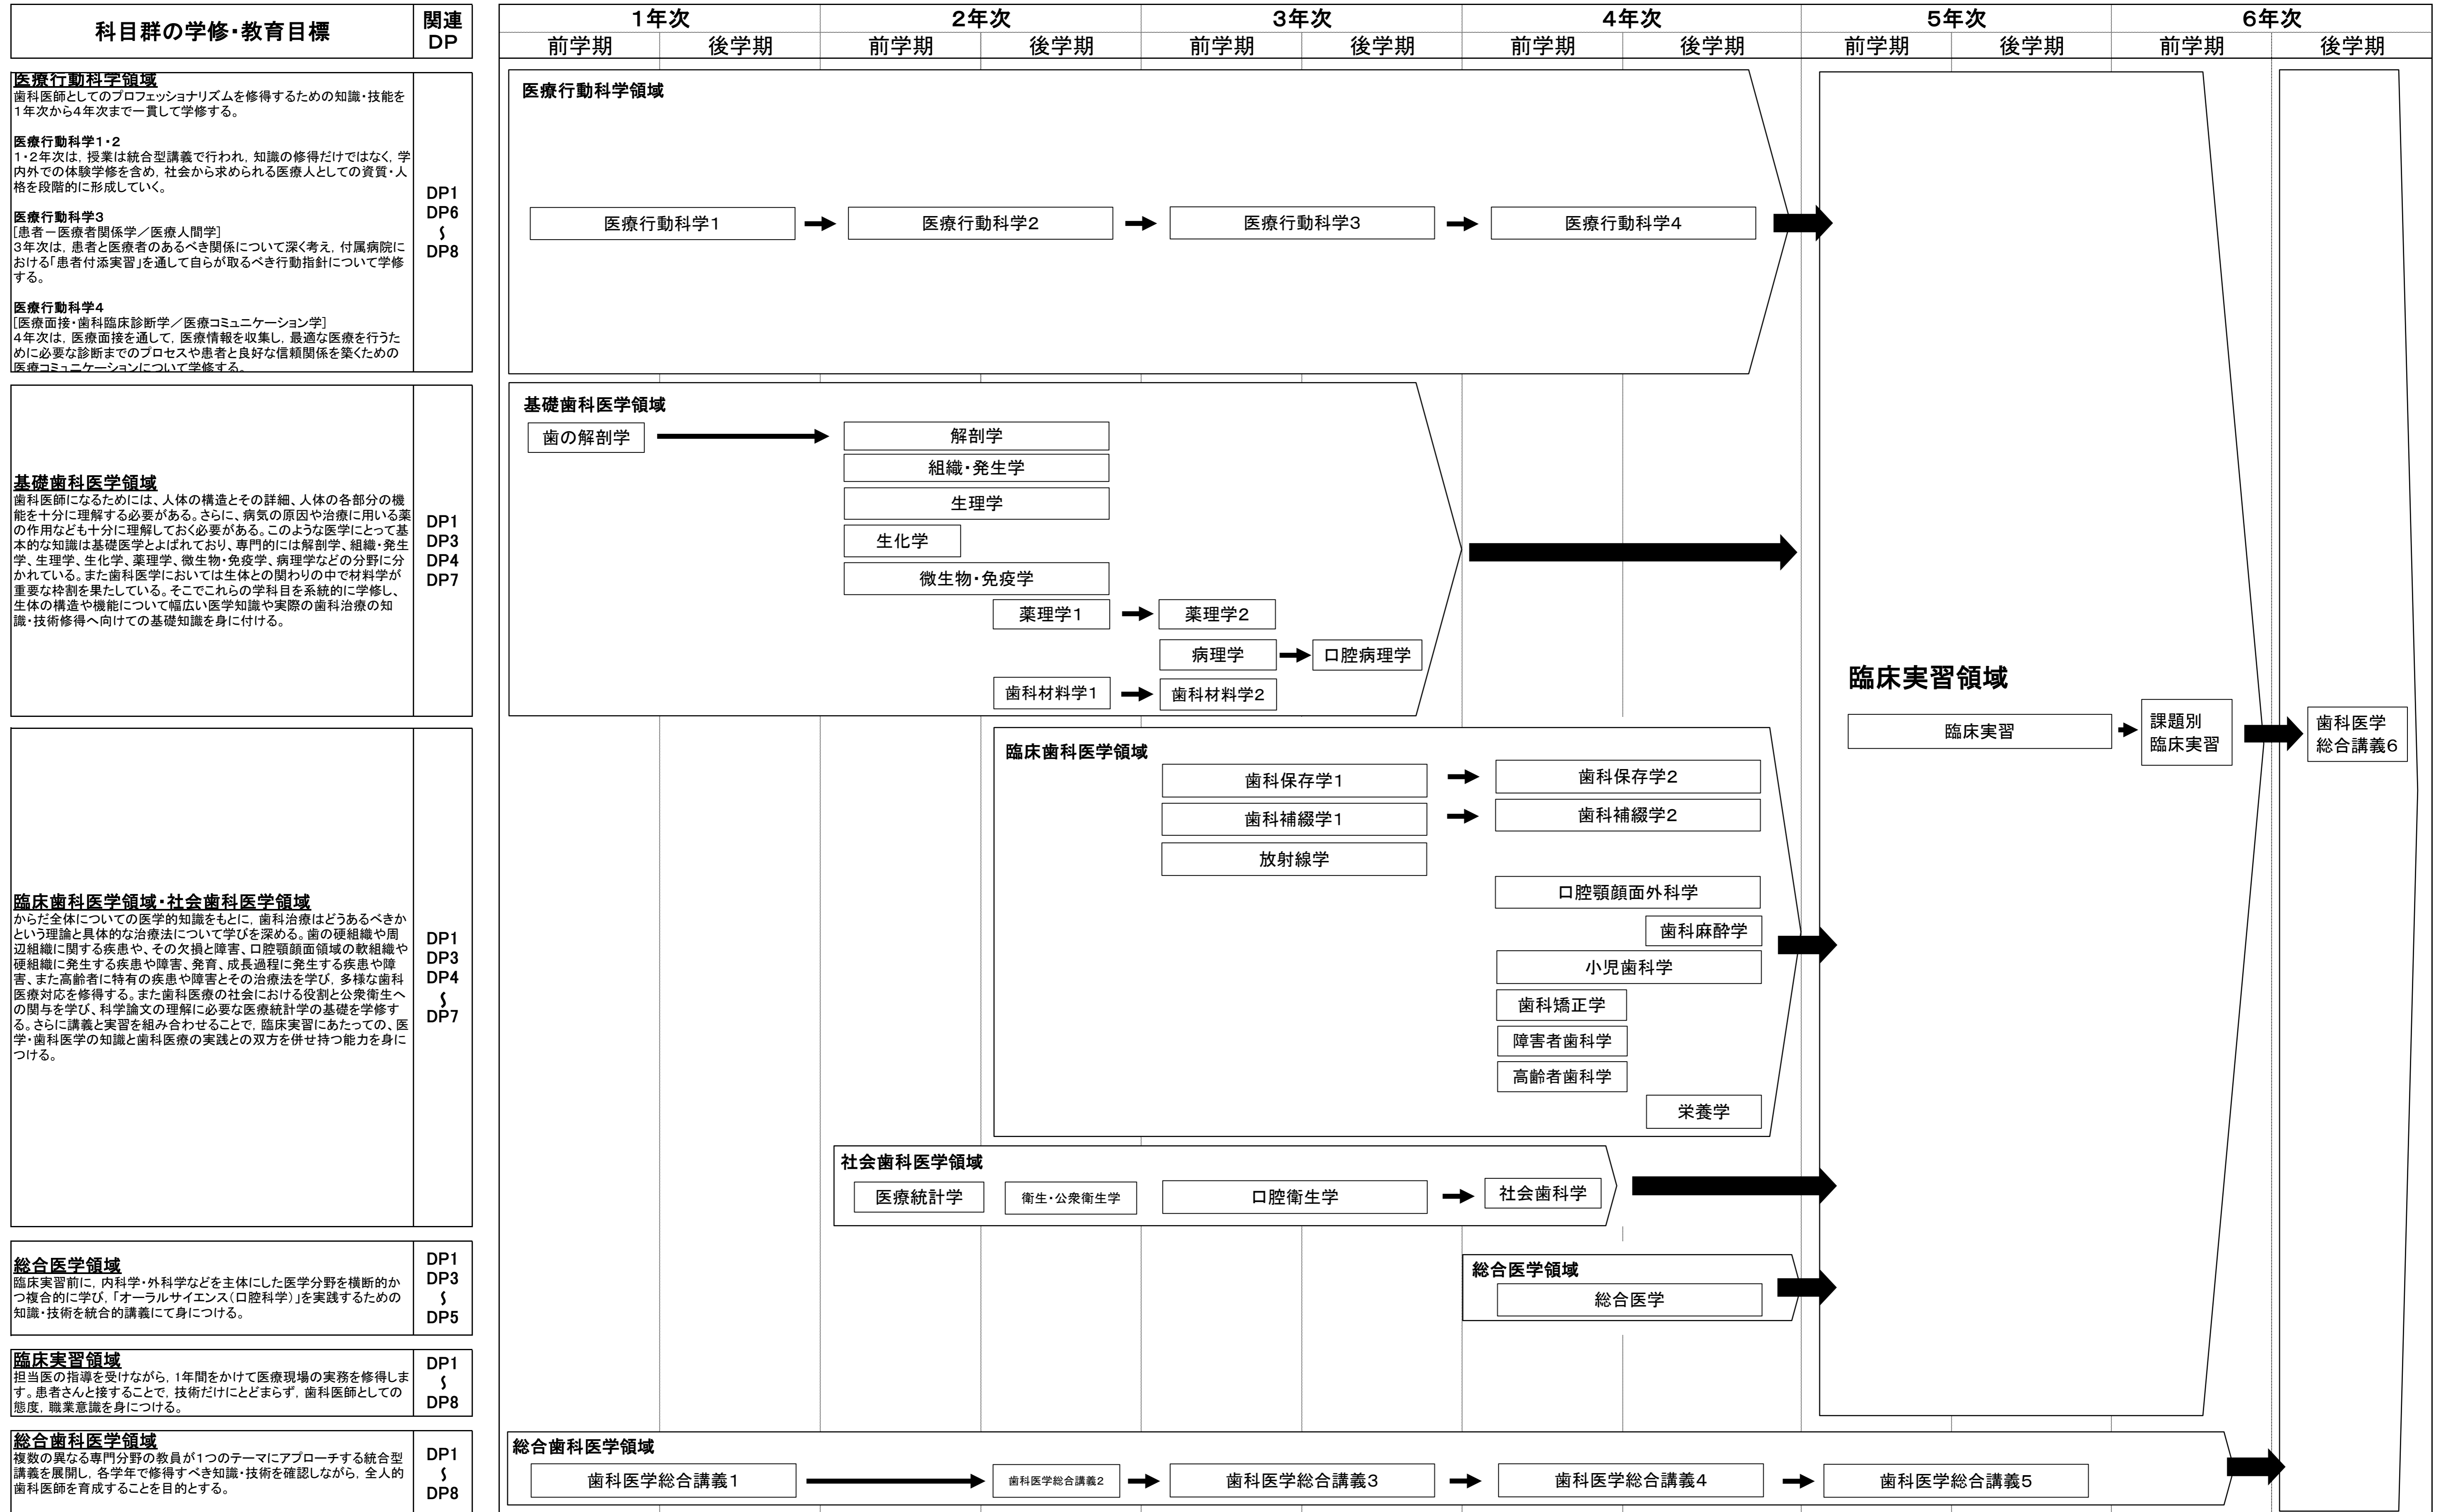 科目群の学修・教育目標
関連
DP
1年次
2年次
3年次
4年次
5年次
6年次
前学期
後学期
前学期
後学期
前学期
後学期
前学期
後学期
前学期
後学期
前学期
後学期
医療行動科学領域
歯科医師としてのプロフェッショナリズムを修得するための知識・技能を
1年次から4年次まで一貫して学修する。
医療行動科学1・2
1・2年次は，授業は統合型講義で行われ，知識の修得だけではなく，学
内外での体験学修を含め，社会から求められる医療人としての資質・人
格を段階的に形成していく。
医療行動科学3
[患者－医療者関係学／医療人間学]
3年次は，患者と医療者のあるべき関係について深く考え，付属病院に
おける「患者付添実習」を通して自らが取るべき行動指針について学修
する。
医療行動科学4
[医療面接・歯科臨床診断学／医療コミュニケーション学]
4年次は，医療面接を通して，医療情報を収集し，最適な医療を行うた
めに必要な診断までのプロセスや患者と良好な信頼関係を築くための
医療コミュニケーションについて学修する。
DP1
DP6
〜
DP8
医療行動科学領域
医療行動科学1
医療行動科学2
医療行動科学3
医療行動科学4
基礎歯科医学領域
歯科医師になるためには、人体の構造とその詳細、人体の各部分の機
能を十分に理解する必要がある。さらに、病気の原因や治療に用いる薬
の作用なども十分に理解しておく必要がある。このような医学にとって基
本的な知識は基礎医学とよばれており、専門的には解剖学、組織・発生
学、生理学、生化学、薬理学、微生物・免疫学、病理学などの分野に分
かれている。また歯科医学においては生体との関わりの中で材料学が
重要な枠割を果たしている。そこでこれらの学科目を系統的に学修し、
生体の構造や機能について幅広い医学知識や実際の歯科治療の知
識・技術修得へ向けての基礎知識を身に付ける。
DP1
DP3
DP4
DP7
基礎歯科医学領域
歯の解剖学
解剖学
組織・発生学
生理学
生化学
微生物・免疫学
薬理学1
薬理学2
病理学
口腔病理学
歯科材料学1
歯科材料学2
臨床歯科医学領域・社会歯科医学領域
からだ全体についての医学的知識をもとに，歯科治療はどうあるべきか
という理論と具体的な治療法について学びを深める。歯の硬組織や周
辺組織に関する疾患や、その欠損と障害、口腔顎顔面領域の軟組織や
硬組織に発生する疾患や障害、発育、成長過程に発生する疾患や障
害、また高齢者に特有の疾患や障害とその治療法を学び，多様な歯科
医療対応を修得する。また歯科医療の社会における役割と公衆衛生へ
の関与を学び、科学論文の理解に必要な医療統計学の基礎を学修す
る。さらに講義と実習を組み合わせることで，臨床実習にあたっての、医
学・歯科医学の知識と歯科医療の実践との双方を併せ持つ能力を身に
つける。
DP1
DP3
DP4
〜
DP7
臨床歯科医学領域
歯科保存学1
歯科保存学2
歯科補綴学1
歯科補綴学2
放射線学
口腔顎顔面外科学
歯科麻酔学
小児歯科学
歯科矯正学
障害者歯科学
高齢者歯科学
栄養学
社会歯科医学領域
医療統計学
衛生・公衆衛生学
口腔衛生学
社会歯科学
臨床実習領域
臨床実習
課題別
臨床実習
歯科医学
総合講義6
総合医学領域
臨床実習前に，内科学・外科学などを主体にした医学分野を横断的か
つ複合的に学び，「オーラルサイエンス（口腔科学）」を実践するための
知識・技術を統合的講義にて身につける。
DP1
DP3
〜
DP5
総合医学領域
総合医学
臨床実習領域
担当医の指導を受けながら，1年間をかけて医療現場の実務を修得しま
す。患者さんと接することで，技術だけにとどまらず，歯科医師としての
態度，職業意識を身につける。
DP1
〜
DP8
総合歯科医学領域
複数の異なる専門分野の教員が1つのテーマにアプローチする統合型
講義を展開し，各学年で修得すべき知識・技術を確認しながら，全人的
歯科医師を育成することを目的とする。
DP1
〜
DP8
総合歯科医学領域
歯科医学総合講義1
歯科医学総合講義2
歯科医学総合講義3
歯科医学総合講義4
歯科医学総合講義5